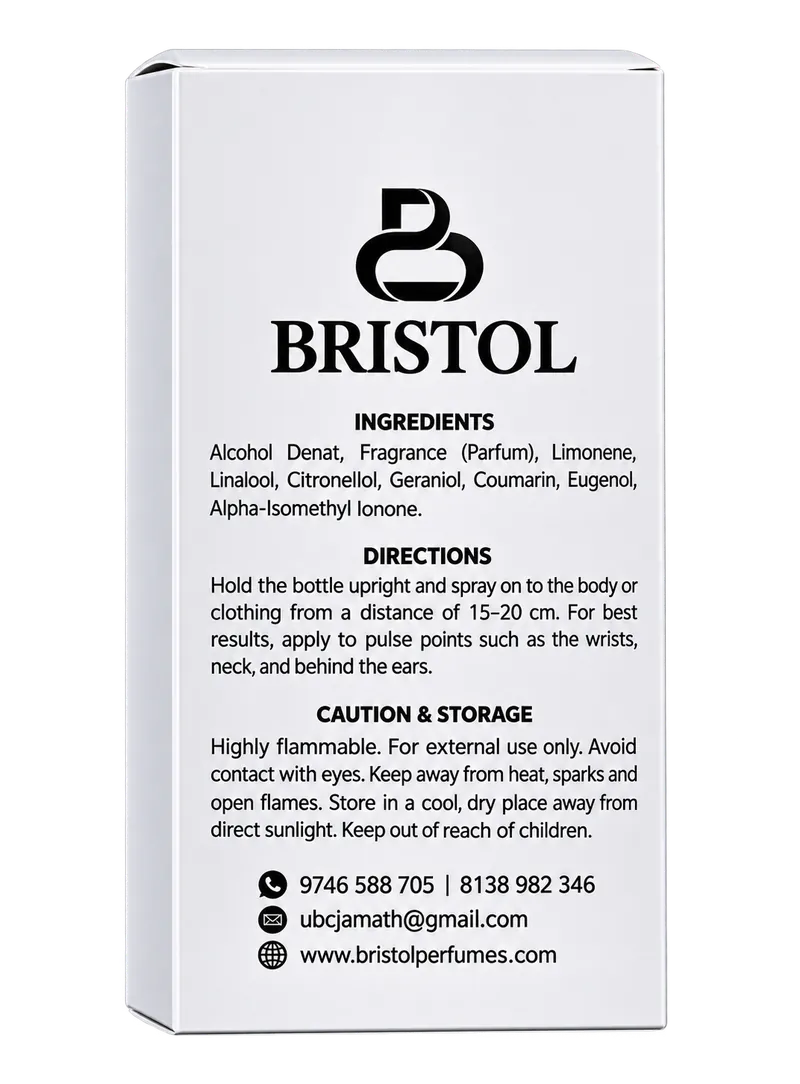 BRISTOL
INGREDIENTS
Alcohol Denat, Fragrance (Parfum), Limonene,
Linalool, Citronellol, Geraniol, Coumarin, Eugenol,
Alpha-Isomethyl Ionone.
DIRECTIONS
Hold the bottle upright and spray on to the body or
clothing from a distance of 15–20 cm. For best
results, apply to pulse points such as the wrists,
neck, and behind the ears.
CAUTION & STORAGE
Highly flammable. For external use only. Avoid
contact with eyes. Keep away from heat, sparks and
open flames. Store in a cool, dry place away from
direct sunlight. Keep out of reach of children.
9746 588 705 | 8138 982 346
ubcjamath@gmail.com
www.bristolperfumes.com